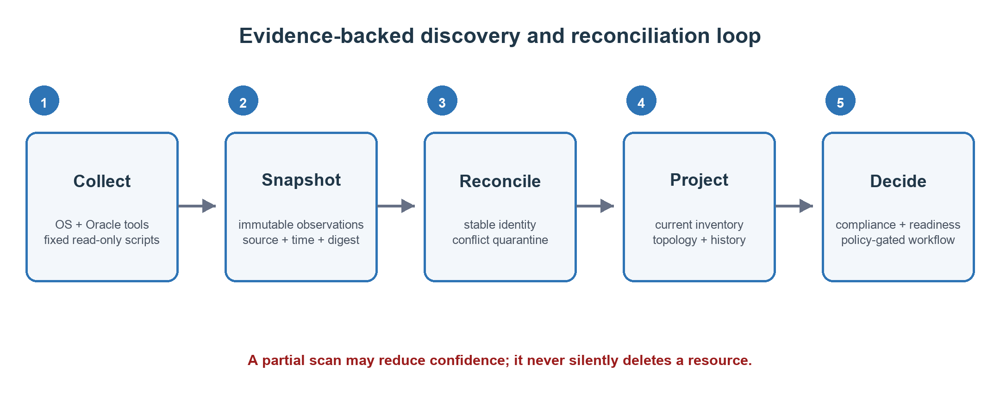 Evidence-backed discovery and reconciliation loop
1
Collect
OS + Oracle tools
fixed read-only scripts
2
Snapshot
immutable observations
source + time + digest
3
Reconcile
stable identity
conflict quarantine
4
Project
current inventory
topology + history
5
Decide
compliance + readiness
policy-gated workflow
A partial scan may reduce confidence; it never silently deletes a resource.